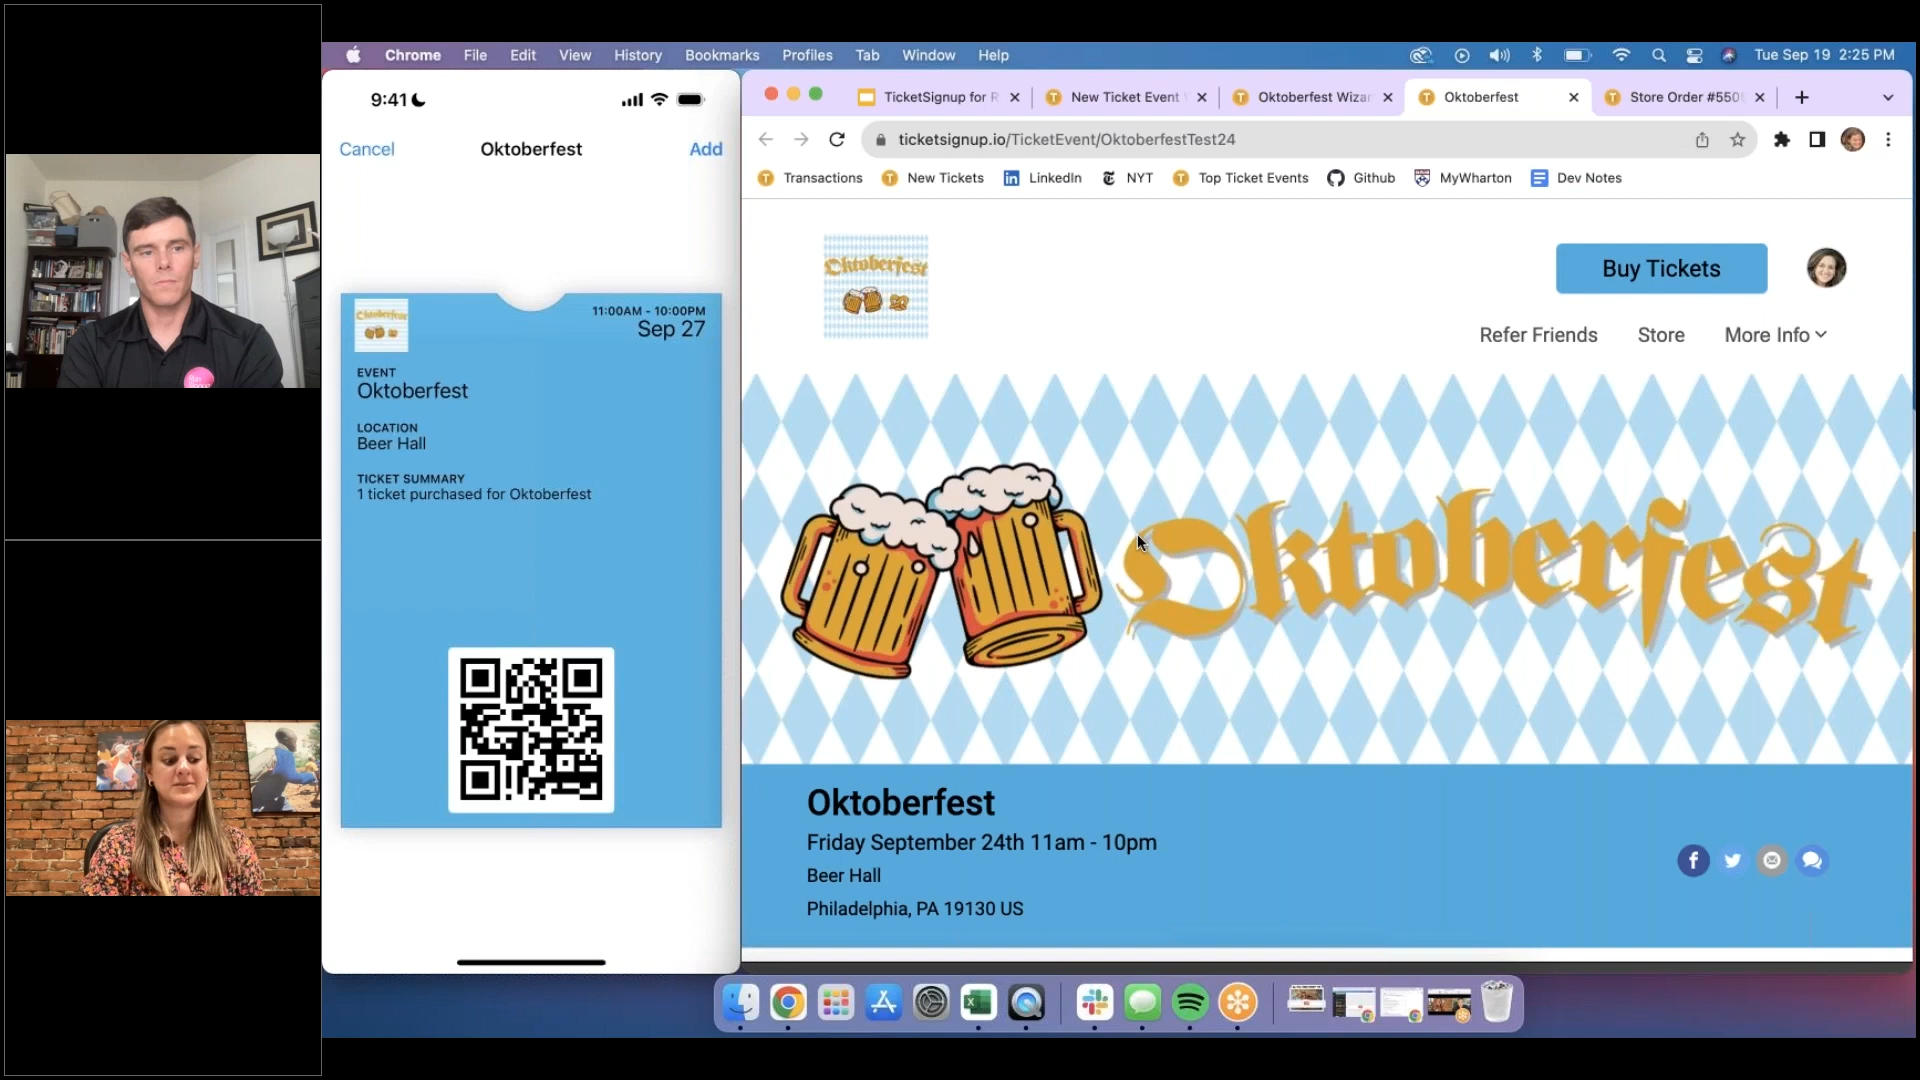 Chrome File Edit View History Bookmarks Profiles Tab Window Help
Tue Sep 19 2:25 PM
9:41
Cancel Oktoberfest Add
Oktoberfest
11:00AM - 10:00PM
Sep 27
EVENT
Oktoberfest
LOCATION
Beer Hall
TICKET SUMMARY
1 ticket purchased for Oktoberfest
TicketSignup for R New Ticket Event Oktoberfest Wizar Oktoberfest Store Order #550
ticketsignup.io/TicketEvent/OktoberfestTest24
Transactions New Tickets LinkedIn NYT Top Ticket Events Github MyWharton Dev Notes
Oktoberfest
Buy Tickets
Refer Friends Store More Info
Oktoberfest
Oktoberfest
Friday September 24th 11am - 10pm
Beer Hall
Philadelphia, PA 19130 US